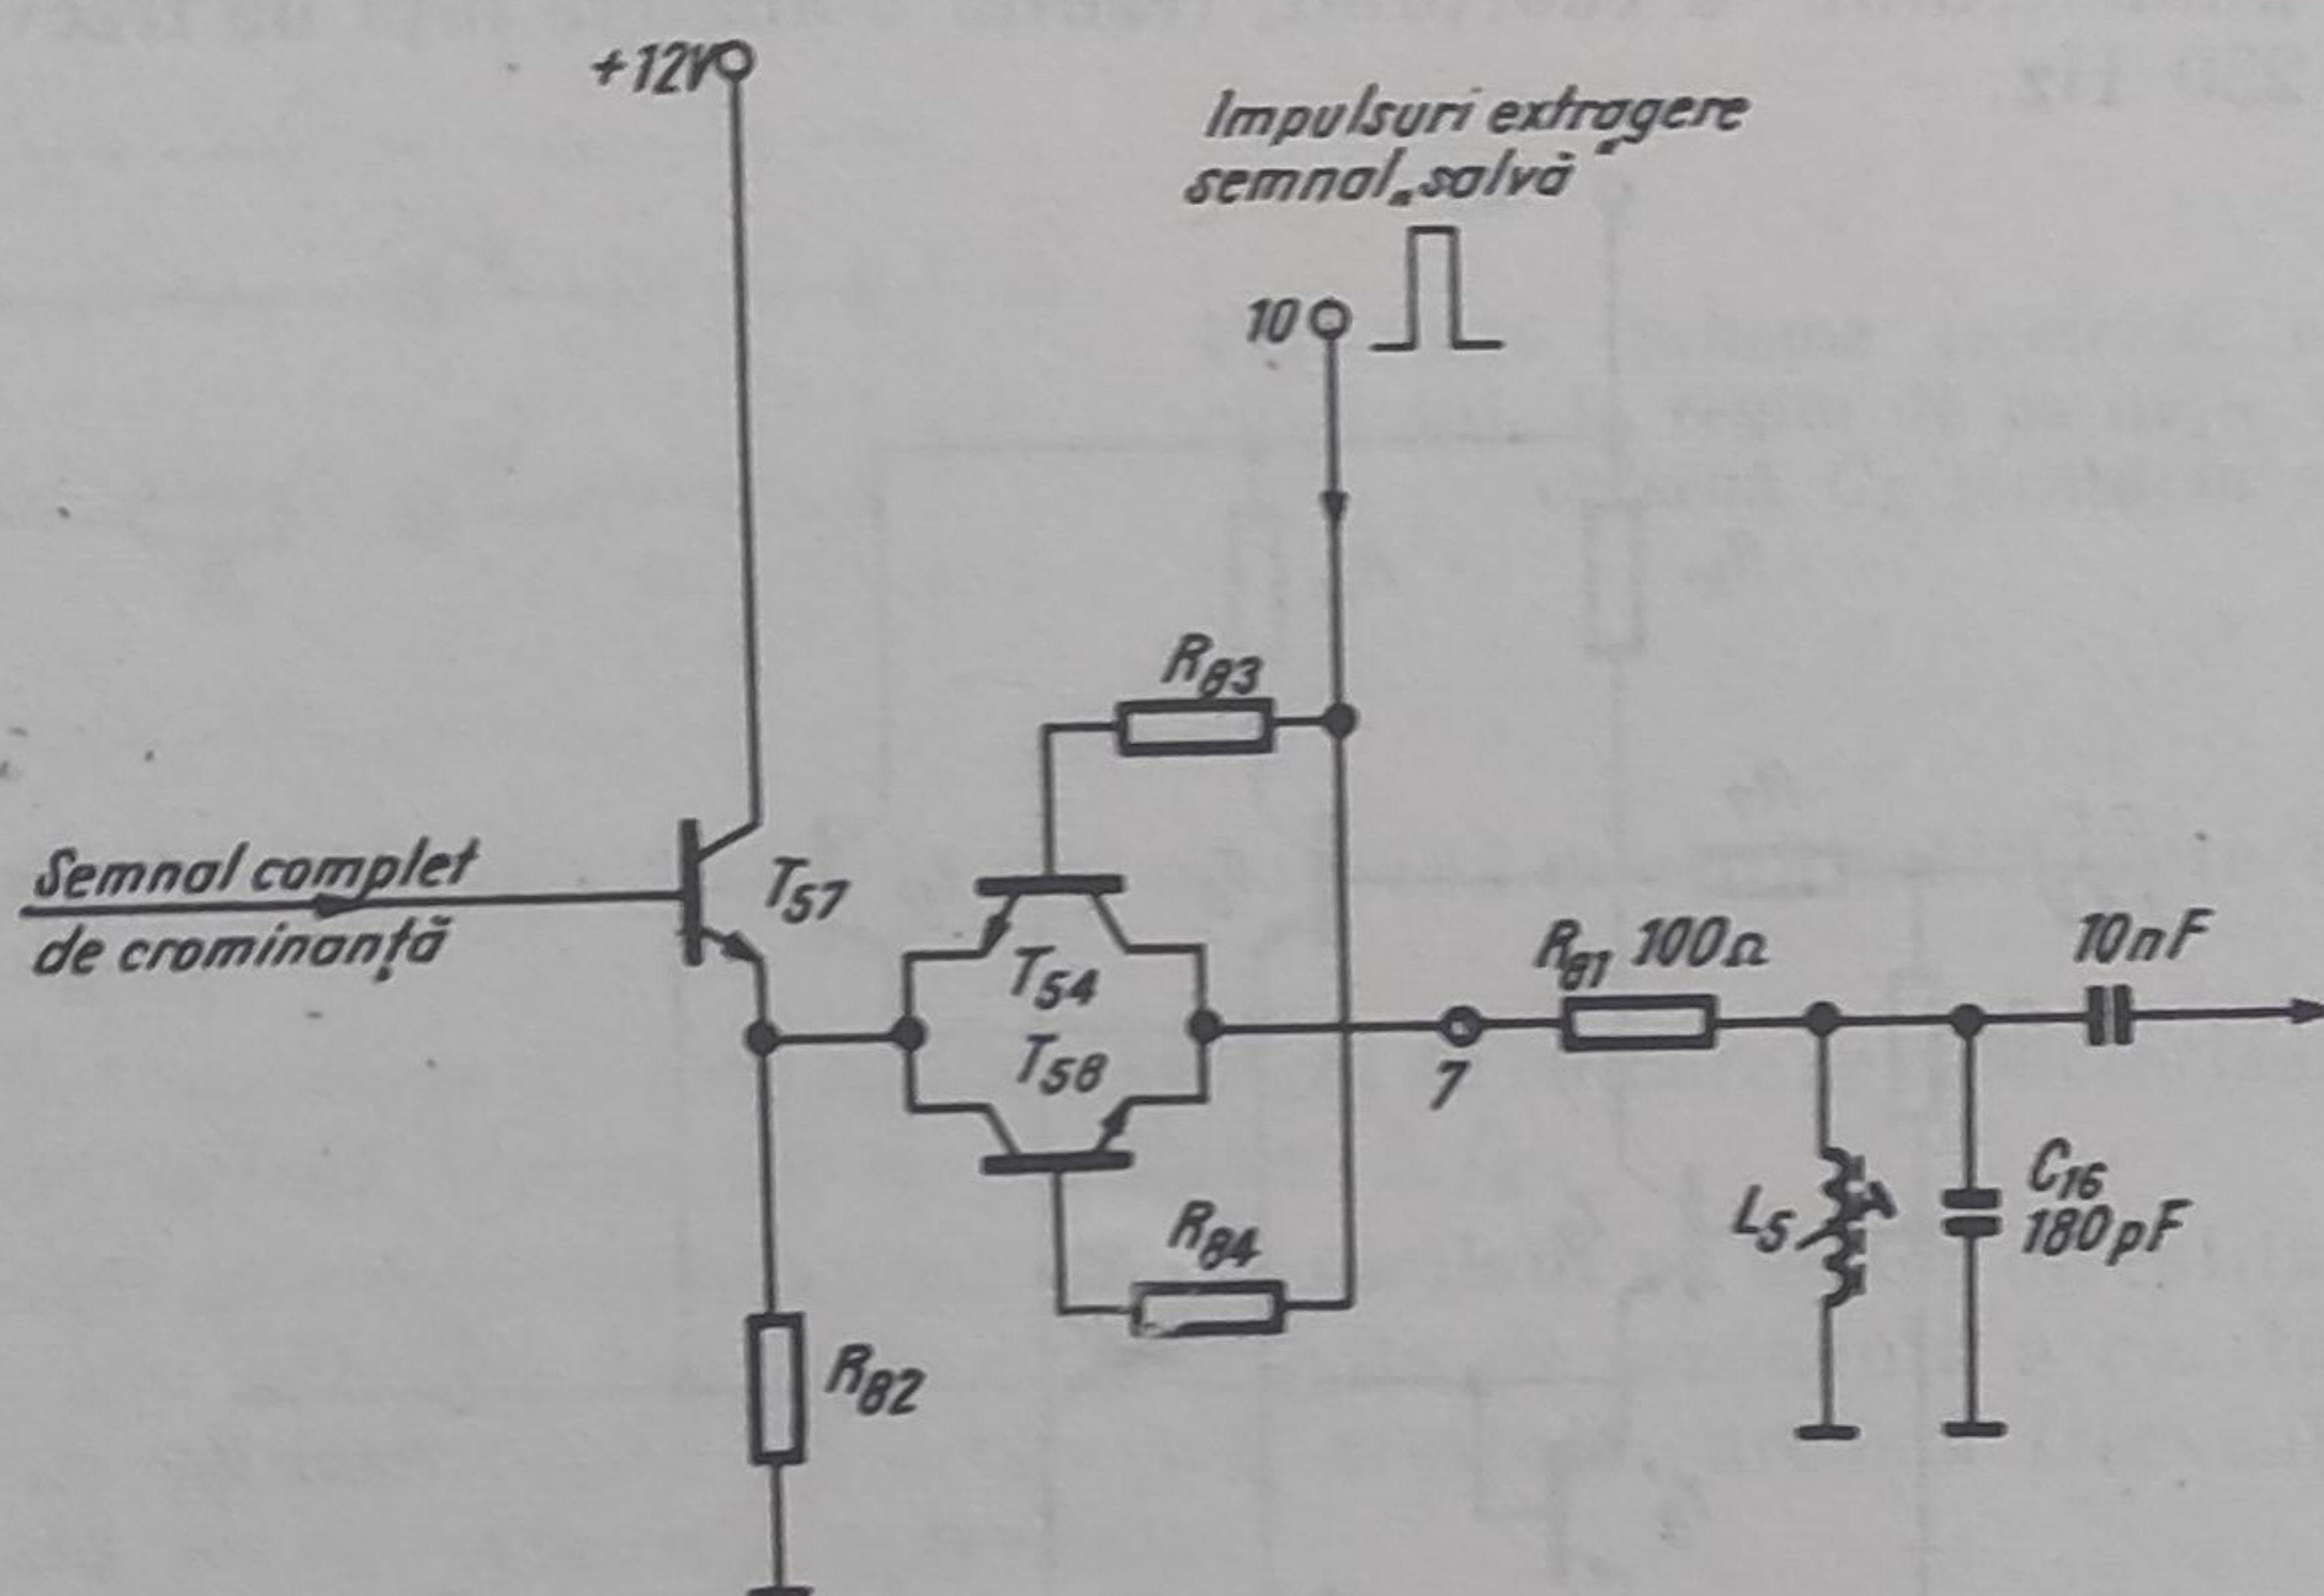 +12V
Impulsuri extragere
semnal „salvă”
10
R83
Semnal complet
de crominanță
T57
T54
T58
R81 100Ω
10nF
7
R84
L5
C16
180pF
R82